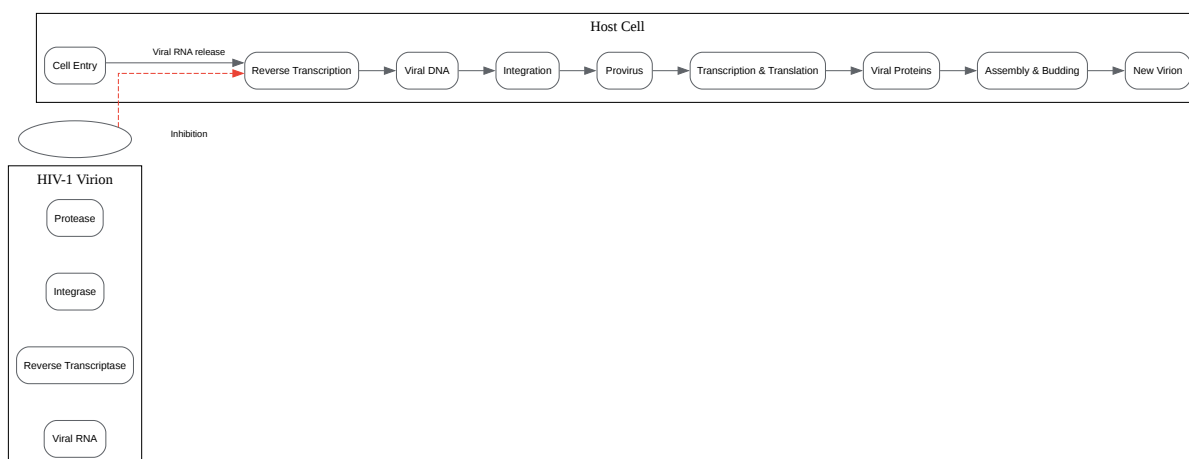 Host Cell
Cell Entry
Viral RNA release
Reverse Transcription
Viral DNA
Integration
Provirus
Transcription & Translation
Viral Proteins
Assembly & Budding
New Virion
Inhibition
HIV-1 Virion
Protease
Integrase
Reverse Transcriptase
Viral RNA